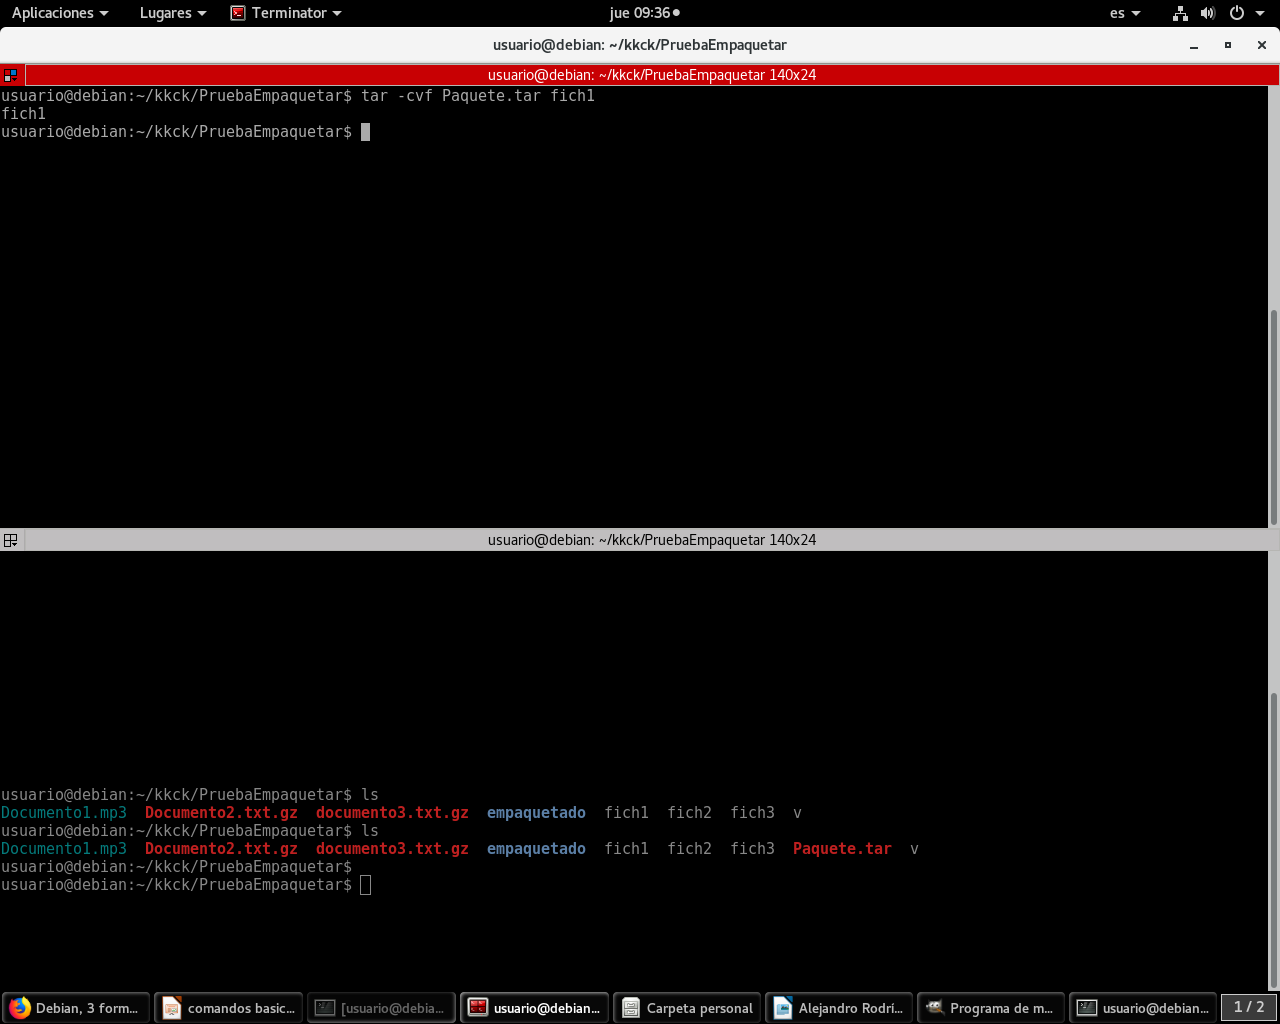 Aplicaciones Lugares Terminator jue 09:36 es
usuario@debian: ~/kkck/PruebaEmpaquetar
usuario@debian: ~/kkck/PruebaEmpaquetar 140x24
usuario@debian:~/kkck/PruebaEmpaquetar$ tar -cvf Paquete.tar fich1
fich1
usuario@debian:~/kkck/PruebaEmpaquetar$
usuario@debian: ~/kkck/PruebaEmpaquetar 140x24
usuario@debian:~/kkck/PruebaEmpaquetar$ ls
Documento1.mp3 Documento2.txt.gz documento3.txt.gz empaquetado fich1 fich2 fich3 v
usuario@debian:~/kkck/PruebaEmpaquetar$ ls
Documento1.mp3 Documento2.txt.gz documento3.txt.gz empaquetado fich1 fich2 fich3 Paquete.tar v
usuario@debian:~/kkck/PruebaEmpaquetar$
usuario@debian:~/kkck/PruebaEmpaquetar$
Debian, 3 form... comandos basic... [usuario@debia... usuario@debian... Carpeta personal Alejandro Rodrí... Programa de m... usuario@debian... 1 / 2